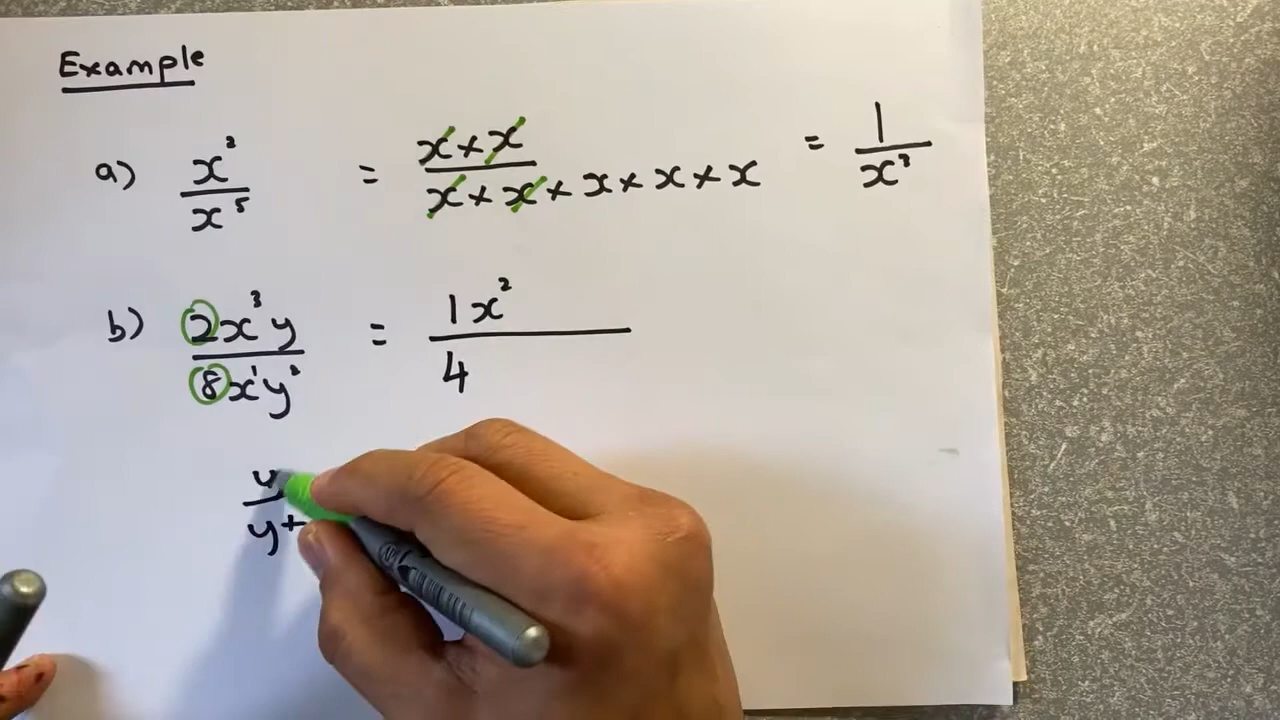 Example
a) x²/x⁵ = x×x/x×x×x×x×x = 1/x³
b) 2x³y/8x¹y² = 1x²/4
y/y×